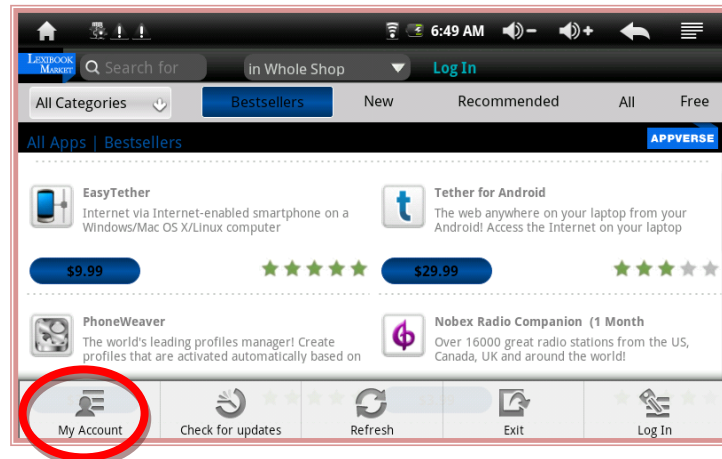 6:49 AM
LEXIBOOK
MARKET
Search for
in Whole Shop
Log In
All Categories
Bestsellers
New
Recommended
All
Free
All Apps | Bestsellers
APPVERSE
EasyTether
Internet via Internet-enabled smartphone on a
Windows/Mac OS X/Linux computer
$9.99
Tether for Android
The web anywhere on your laptop from your
Android! Access the Internet on your laptop
$29.99
PhoneWeaver
The world's leading profiles manager! Create
profiles that are activated automatically based on
Nobex Radio Companion (1 Month
Over 16000 great radio stations from the US,
Canada, UK and around the world!
My Account
Check for updates
Refresh
Exit
Log In